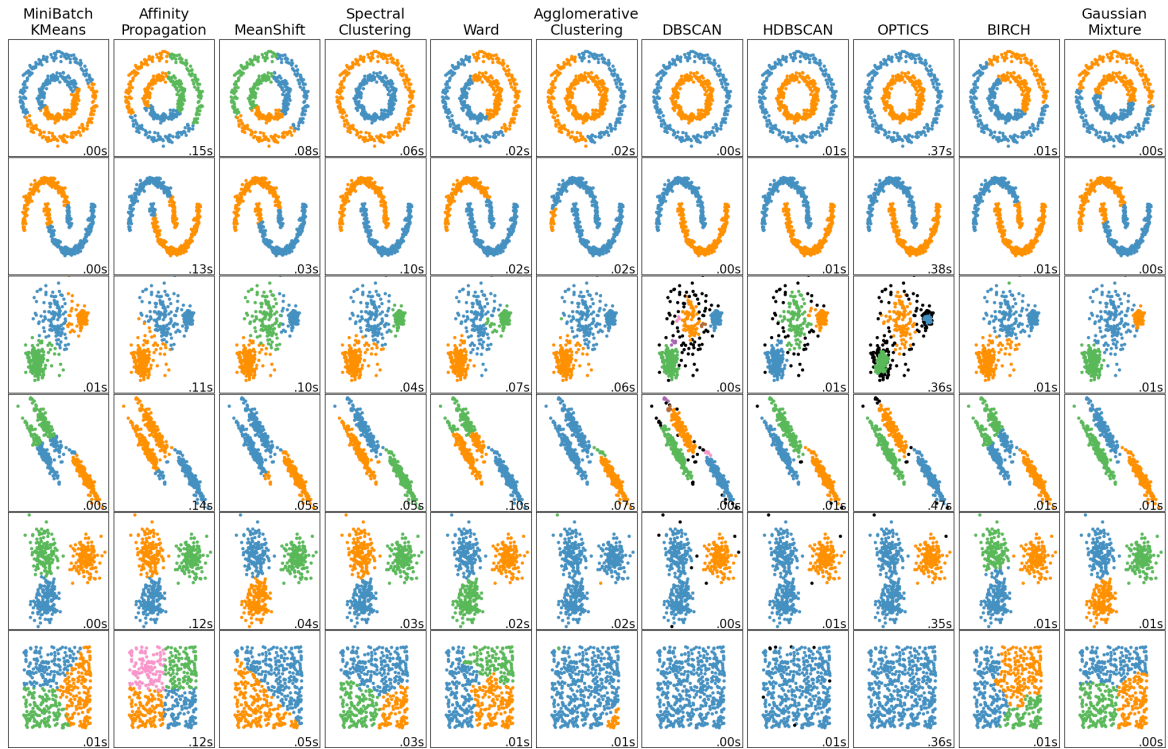 MiniBatch
KMeans
Affinity
Propagation
MeanShift
Spectral
Clustering
Ward
Agglomerative
Clustering
DBSCAN
HDBSCAN
OPTICS
BIRCH
Gaussian
Mixture
.00s
.15s
.08s
.06s
.02s
.02s
.00s
.01s
.37s
.01s
.00s
.00s
.13s
.03s
.10s
.02s
.02s
.00s
.01s
.38s
.01s
.00s
.01s
.11s
.10s
.04s
.07s
.06s
.00s
.01s
.36s
.01s
.01s
.00s
.14s
.05s
.05s
.10s
.07s
.00s
.01s
.47s
.01s
.01s
.00s
.12s
.04s
.03s
.02s
.02s
.00s
.01s
.35s
.01s
.01s
.01s
.12s
.05s
.03s
.01s
.01s
.00s
.01s
.36s
.01s
.00s